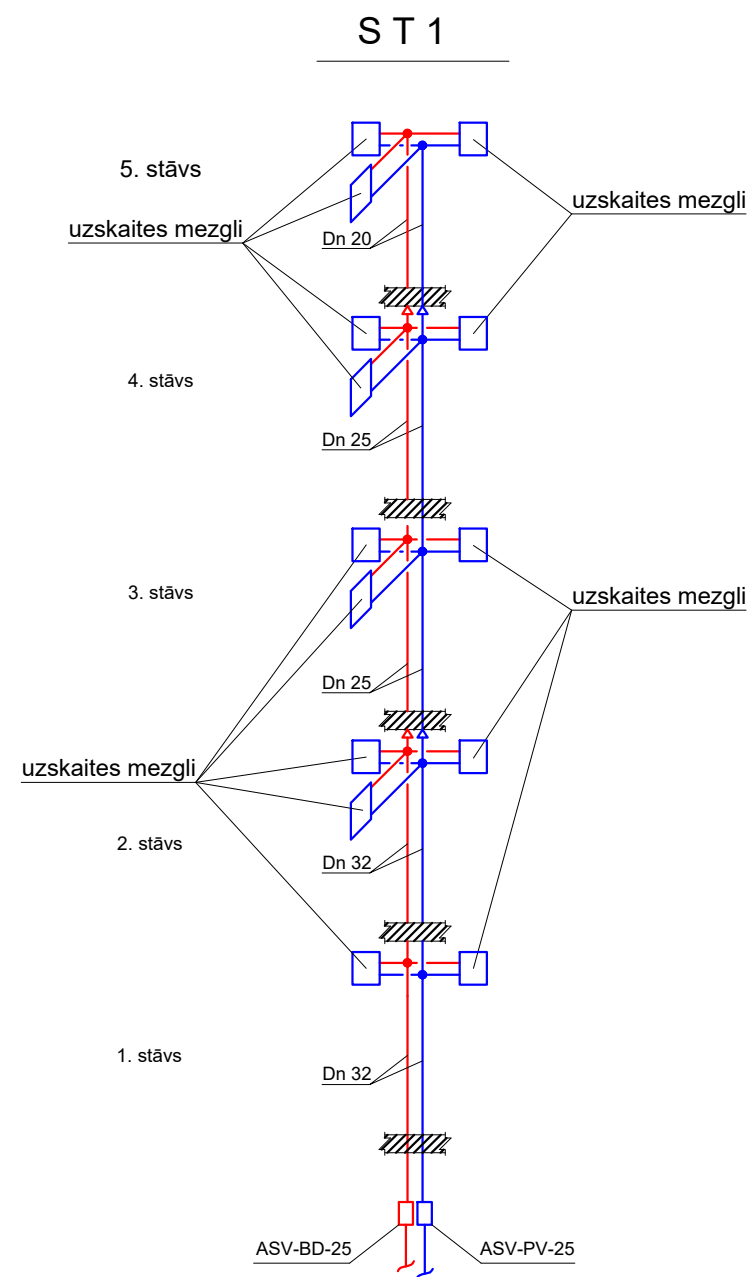 S T 1
5. stāvs
uzskaites mezgli
uzskaites mezgli
Dn 20
4. stāvs
Dn 25
3. stāvs
uzskaites mezgli
Dn 25
uzskaites mezgli
2. stāvs
Dn 32
1. stāvs
Dn 32
ASV-BD-25
ASV-PV-25